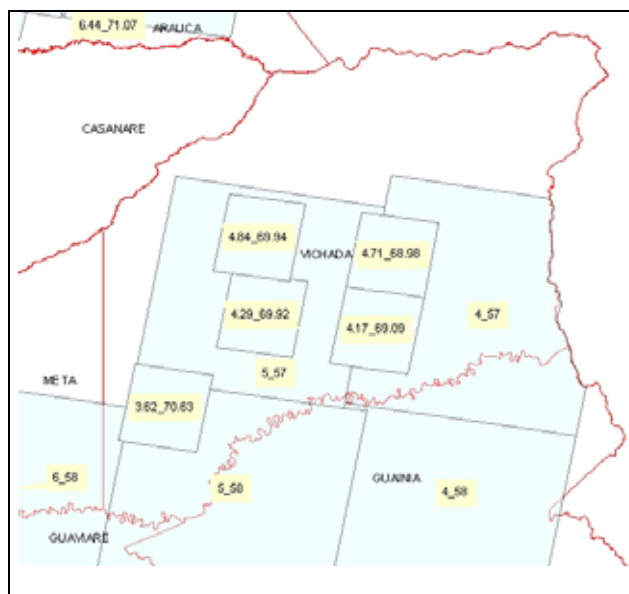 6.44_71.07
ARAUCA
CASANARE
4.84_69.94
VICHADA
4.71_68.98
4.29_69.92
4.17_69.09
4_57
5_57
META
3.62_70.63
6_58
5_58
GUAINIA
4_58
GUAVIARE